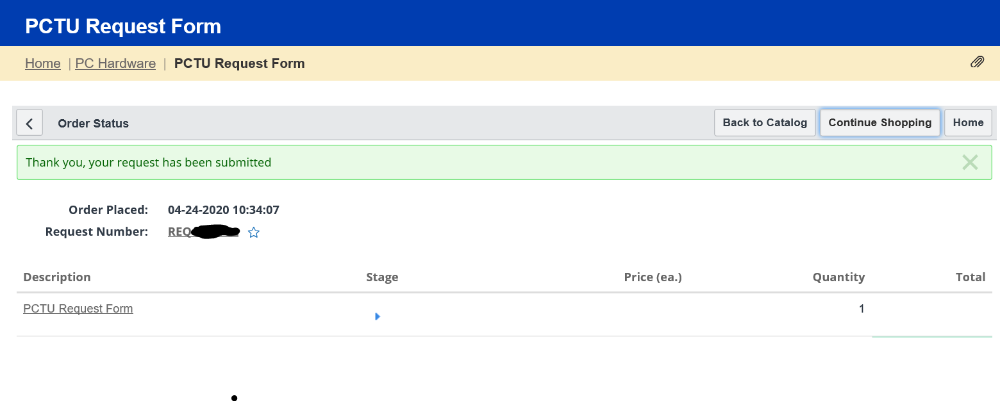 PCTU Request Form
Home | PC Hardware | PCTU Request Form
Order Status Back to Catalog Continue Shopping Home
Thank you, your request has been submitted
Order Placed: 04-24-2020 10:34:07
Request Number: REQ
Description Stage Price (ea.) Quantity Total
PCTU Request Form 1